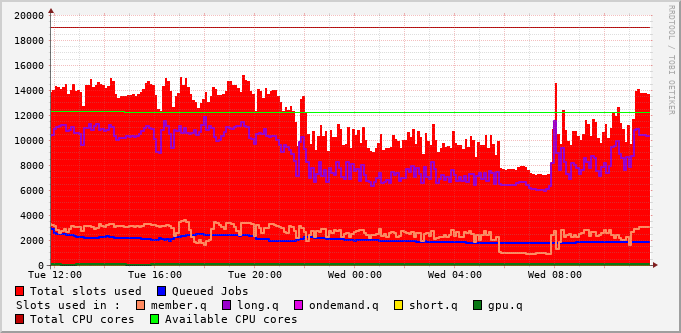 20000
18000
16000
14000
12000
10000
8000
6000
4000
2000
0
Tue 12:00 Tue 16:00 Tue 20:00 Wed 00:00 Wed 04:00 Wed 08:00
Total slots used Queued Jobs
Slots used in : member.q long.q ondemand.q short.q gpu.q
Total CPU cores Available CPU cores
RRDTOOL / TOBI OETIKER